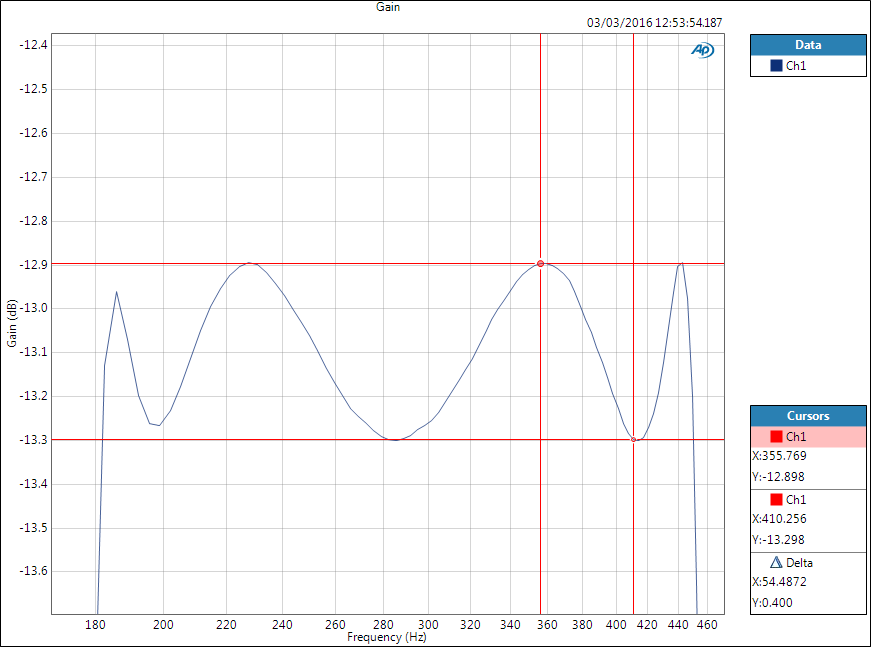 Gain
03/03/2016 12:53:54.187
AP
-12.4
-12.5
-12.6
-12.7
-12.8
-12.9
-13.0
-13.1
-13.2
-13.3
-13.4
-13.5
-13.6
Gain (dB)
180 200 220 240 260 280 300 320 340 360 380 400 420 440 460
Frequency (Hz)
Data
Ch1
Cursors
Ch1
X:355.769
Y:-12.898
Ch1
X:410.256
Y:-13.298
Delta
X:54.4872
Y:0.400